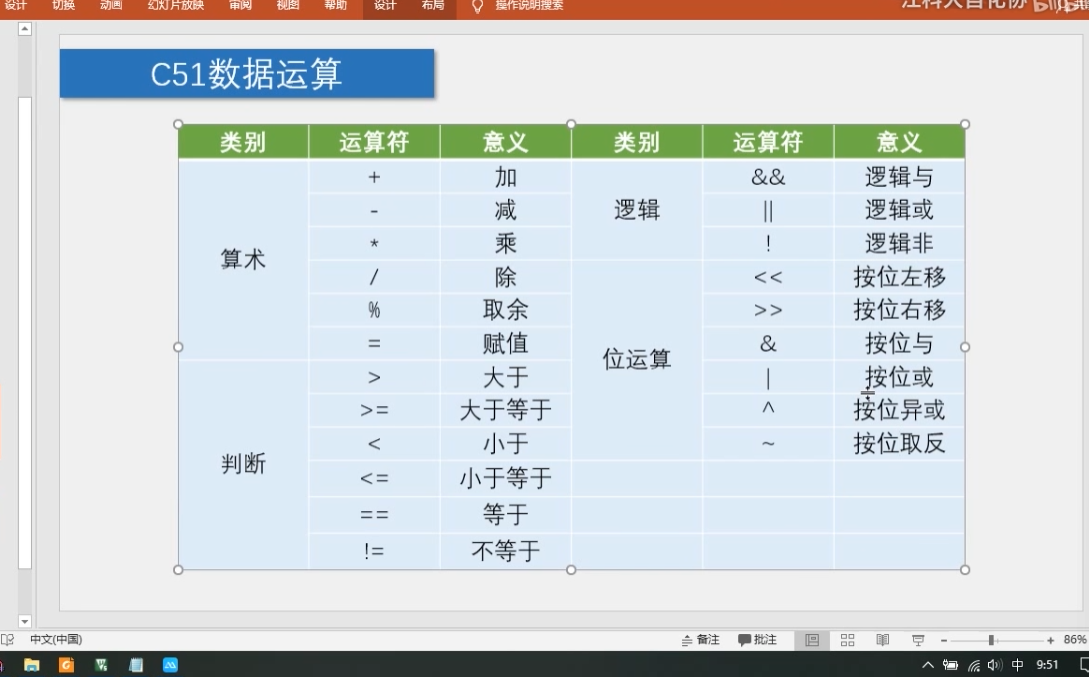 设计 切换 动画 幻灯片放映 审阅 视图 帮助 设计 布局 操作说明搜索
C51数据运算
类别 运算符 意义 类别 运算符 意义
算术 + 加 逻辑 && 逻辑与
- 减 || 逻辑或
* 乘 ! 逻辑非
/ 除 位运算 << 按位左移
% 取余 >> 按位右移
= 赋值 & 按位与
判断 > 大于 | 按位或
>= 大于等于 ^ 按位异或
< 小于 ~ 按位取反
<= 小于等于
== 等于
!= 不等于
中文(中国) 备注 批注 86%
中 9:51